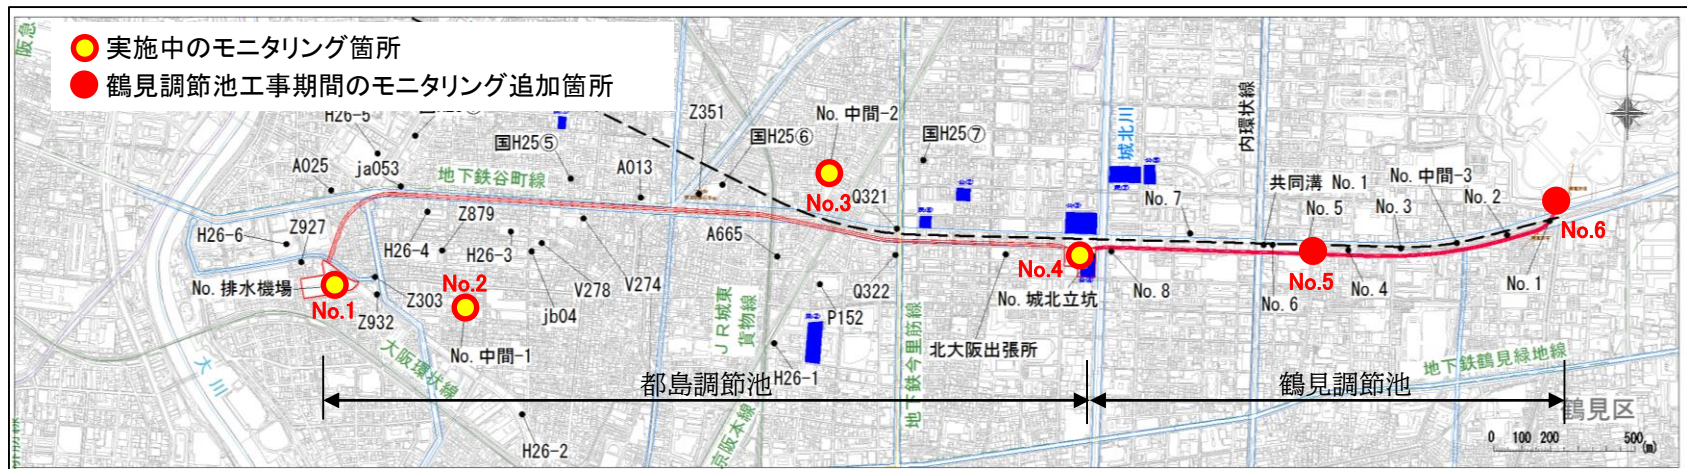 実施中のモニタリング箇所
鶴見調節池工事期間のモニタリング追加箇所
阪急
H26-5
ja053
A025
地下鉄谷町線
国H25⑤
A013
Z351
国H25⑥
No. 中間-2
No.3
Q321
国H25⑦
城北川
内環状線
No. 7
共同溝 No. 1
No. 5
No. 中間-3
No. 3
No. 2
No.6
Z927
H26-6
H26-4
Z879
H26-3
A665
Q322
No.4
No. 城北立坑
No. 8
No. 6
No.5
No. 4
No. 1
No. 排水機場
No.1
Z303
Z932
No.2
No. 中間-1
jb04
V278
V274
JR城東
貨物線
P152
H26-1
地下鉄今里筋線
北大阪出張所
大川
大阪環状線
都島調節池
鶴見調節池
地下鉄鶴見緑地線
鶴見区
H26-2
京阪本線
0 100 200 500(m)